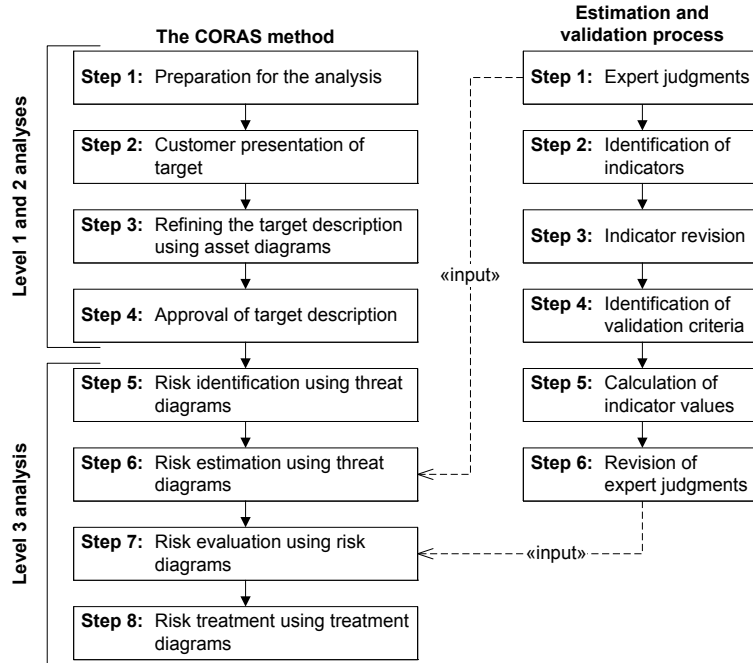 The CORAS method
Step 1: Preparation for the analysis
Step 2: Customer presentation of
target
Step 3: Refining the target description
using asset diagrams
Step 4: Approval of target description
Step 5: Risk identification using threat
diagrams
Step 6: Risk estimation using threat
diagrams
Step 7: Risk evaluation using risk
diagrams
Step 8: Risk treatment using treatment
diagrams
Level 1 and 2 analyses
Level 3 analysis
«input»
«input»
Estimation and
validation process
Step 1: Expert judgments
Step 2: Identification of
indicators
Step 3: Indicator revision
Step 4: Identification of
validation criteria
Step 5: Calculation of
indicator values
Step 6: Revision of
expert judgments